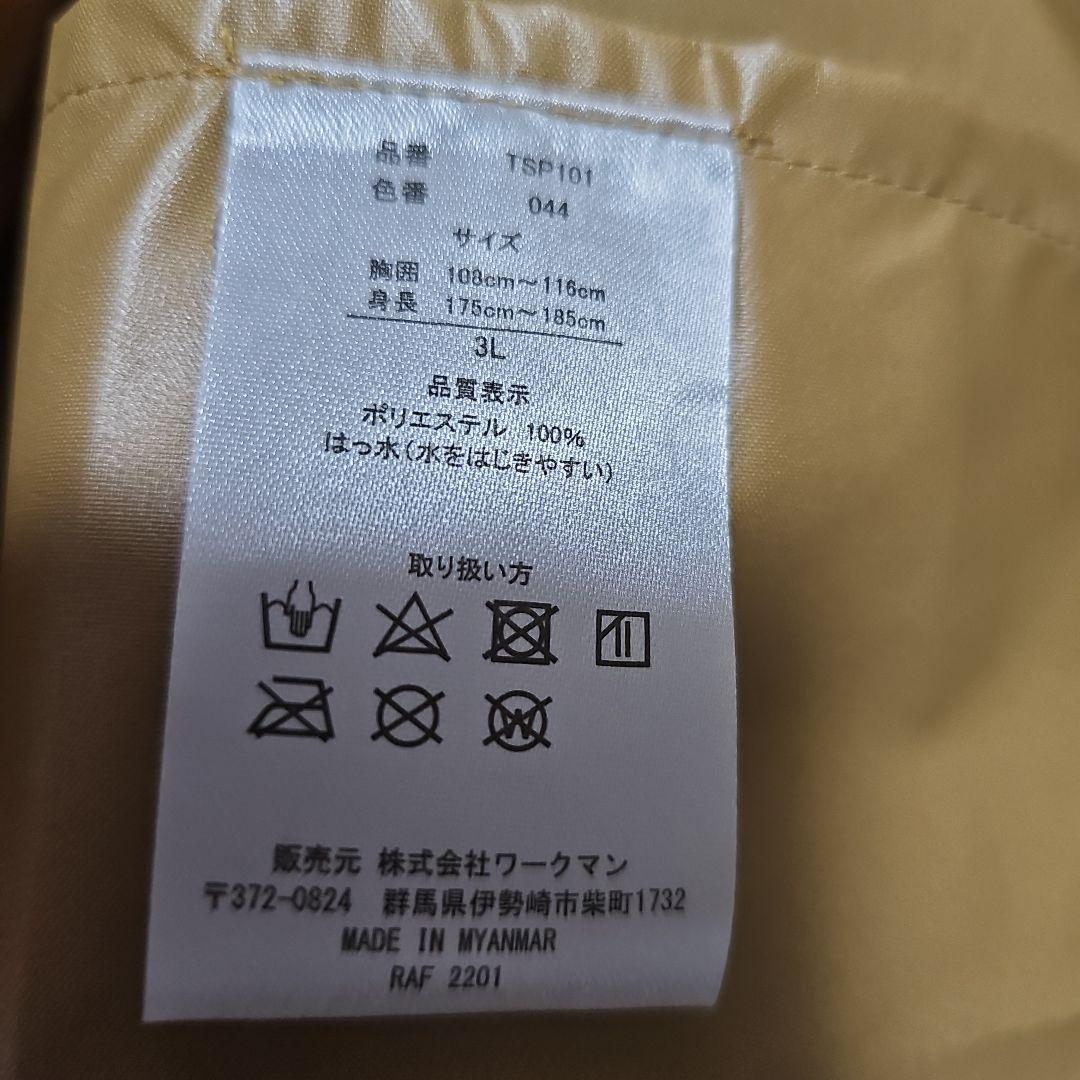 品番 TSP101
色番 044
サイズ
胸囲 108cm～116cm
身長 175cm～185cm
3L
品質表示
ポリエステル 100%
はっ水(水をはじきやすい)
取り扱い方
W
販売元 株式会社ワークマン
〒372-0824 群馬県伊勢崎市柴町1732
MADE IN MYANMAR
RAF 2201